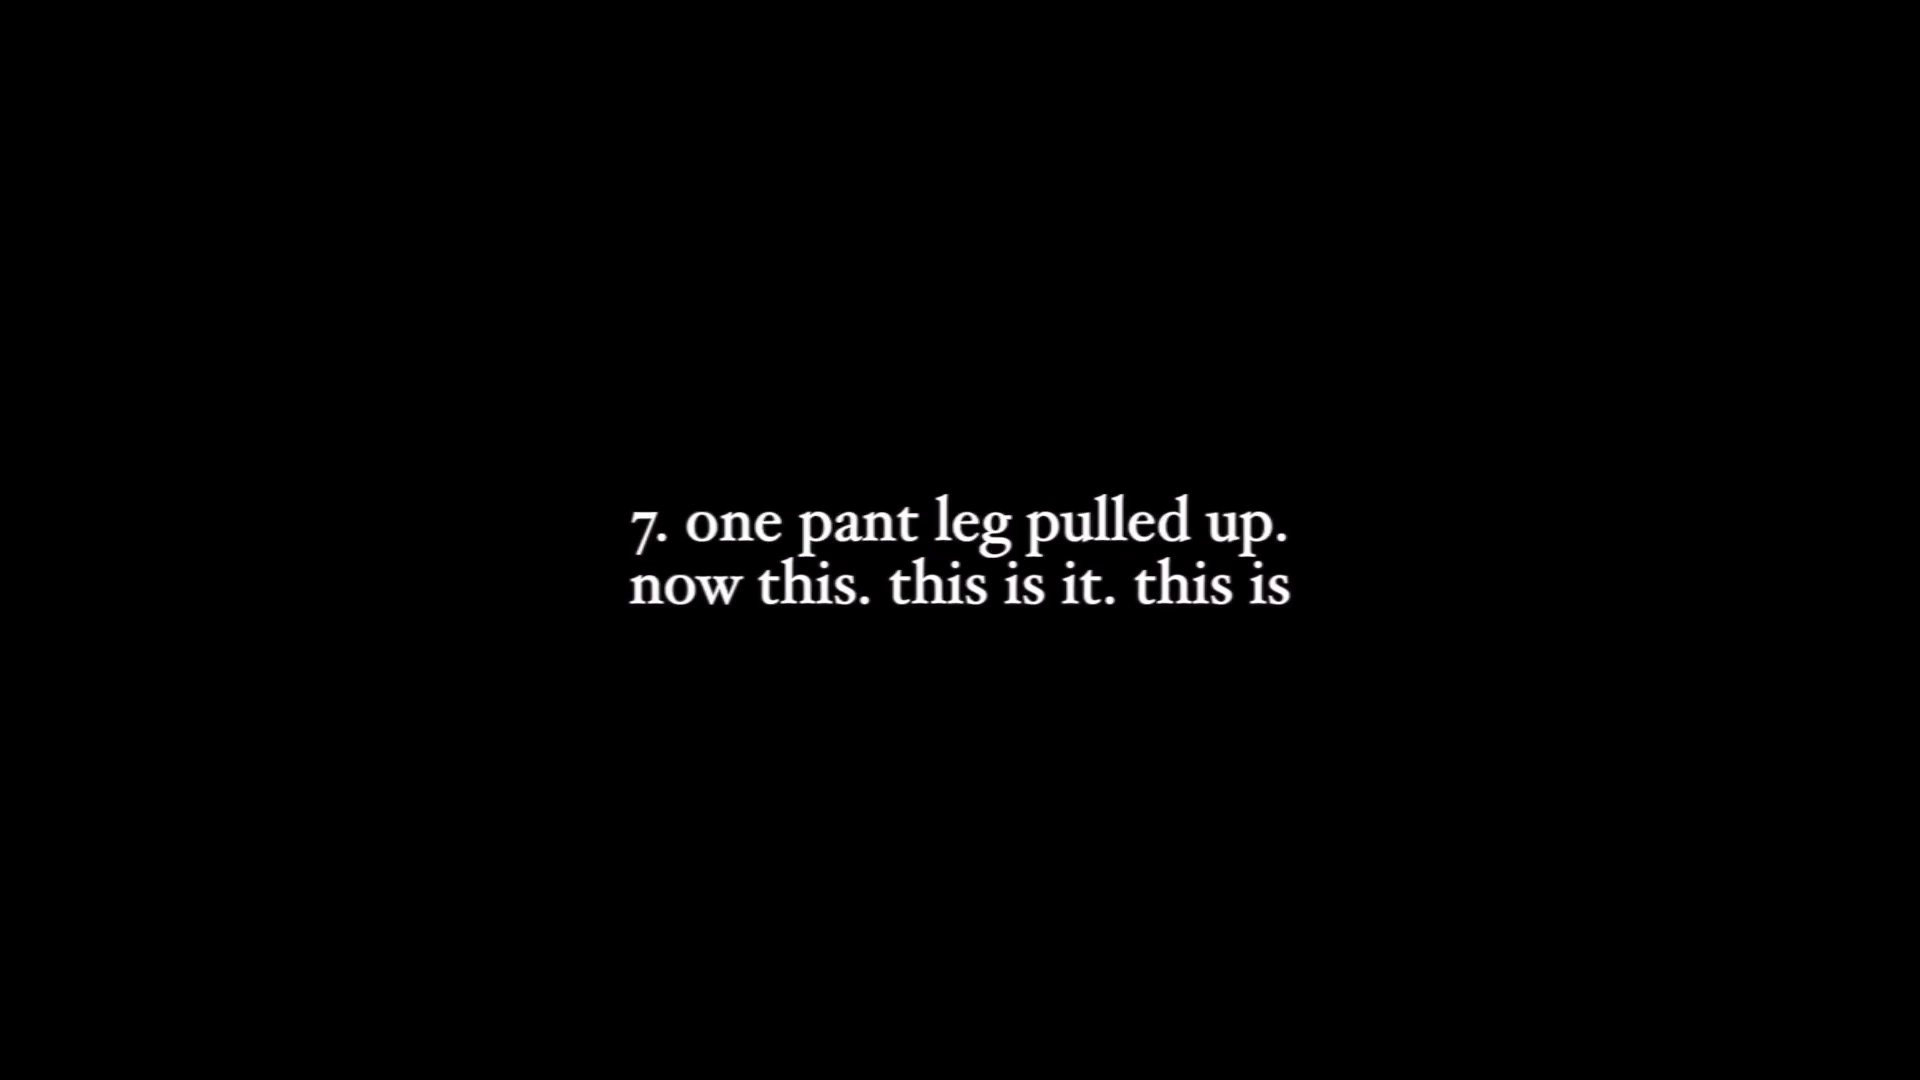 7. one pant leg pulled up.
now this. this is it. this is